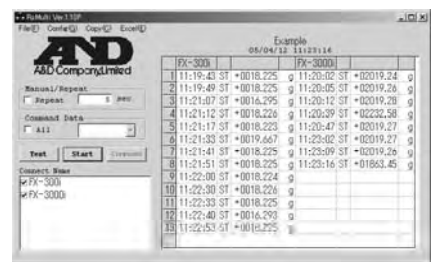 RsMulti Ver.1.10P
File(F) Config(G) Copy(C) Excel(E)
AND
A&D Company,Limited
Manual/Repeat
Repeat 5 sec
Command Data
All
Test Start Command
Connect Name
FX-300i
FX-3000i
Example
05/04/12 11:23:16
FX-300i FX-3000i
1 11:19:43 ST +0018.225 g 11:20:02 ST +02019.24 g
2 11:19:49 ST +0018.225 g 11:20:05 ST +02019.26 g
3 11:21:07 ST +0016.295 g 11:20:12 ST +02019.28 g
4 11:21:12 ST +0018.226 g 11:20:39 ST +02232.58 g
5 11:21:17 ST +0018.223 g 11:20:47 ST +02019.27 g
6 11:21:33 ST +0019.667 g 11:23:02 ST +02019.27 g
7 11:21:41 ST +0018.225 g 11:23:09 ST +02019.26 g
8 11:21:51 ST +0018.225 g 11:23:16 ST +01863.45 g
9 11:22:00 ST +0018.224 g
10 11:22:30 ST +0018.226 g
11 11:22:33 ST +0018.225 g
12 11:22:40 ST +0016.293 g
13 11:22:53 ST +0018.225 g